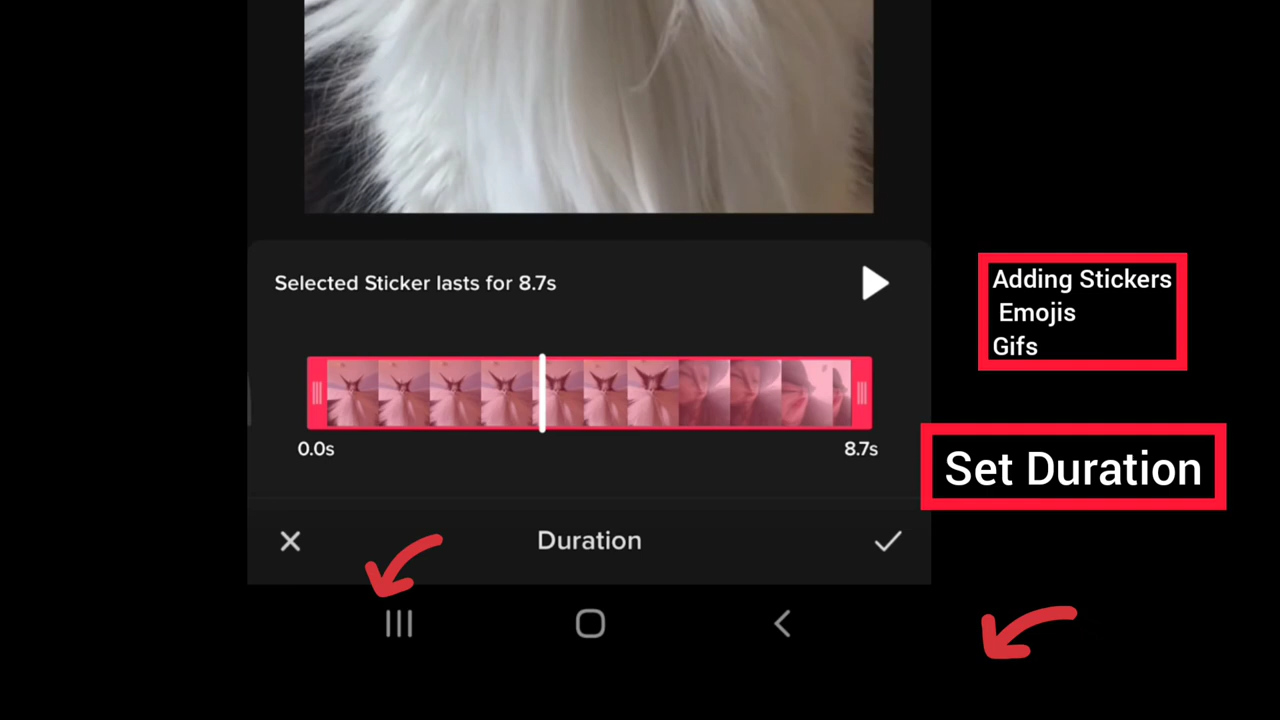 Selected Sticker lasts for 8.7s
0.0s
8.7s
Duration
Adding Stickers
Emojis
Gifs
Set Duration